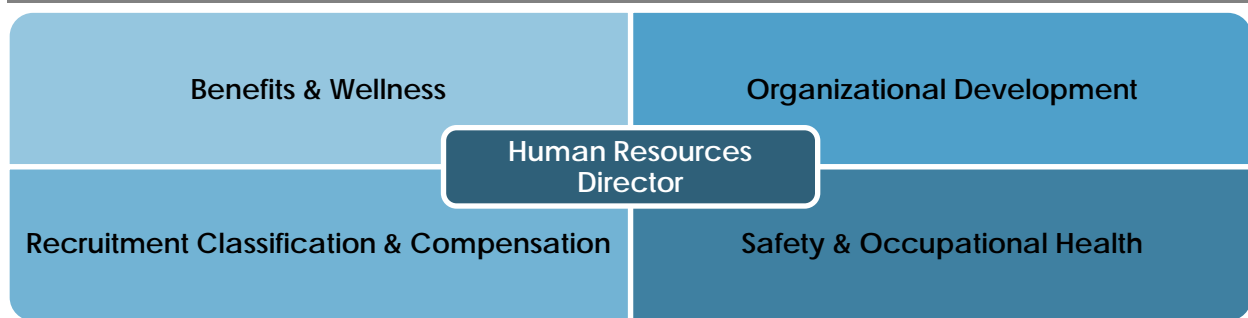 Benefits & Wellness
Organizational Development
Human Resources
Director
Recruitment Classification & Compensation
Safety & Occupational Health